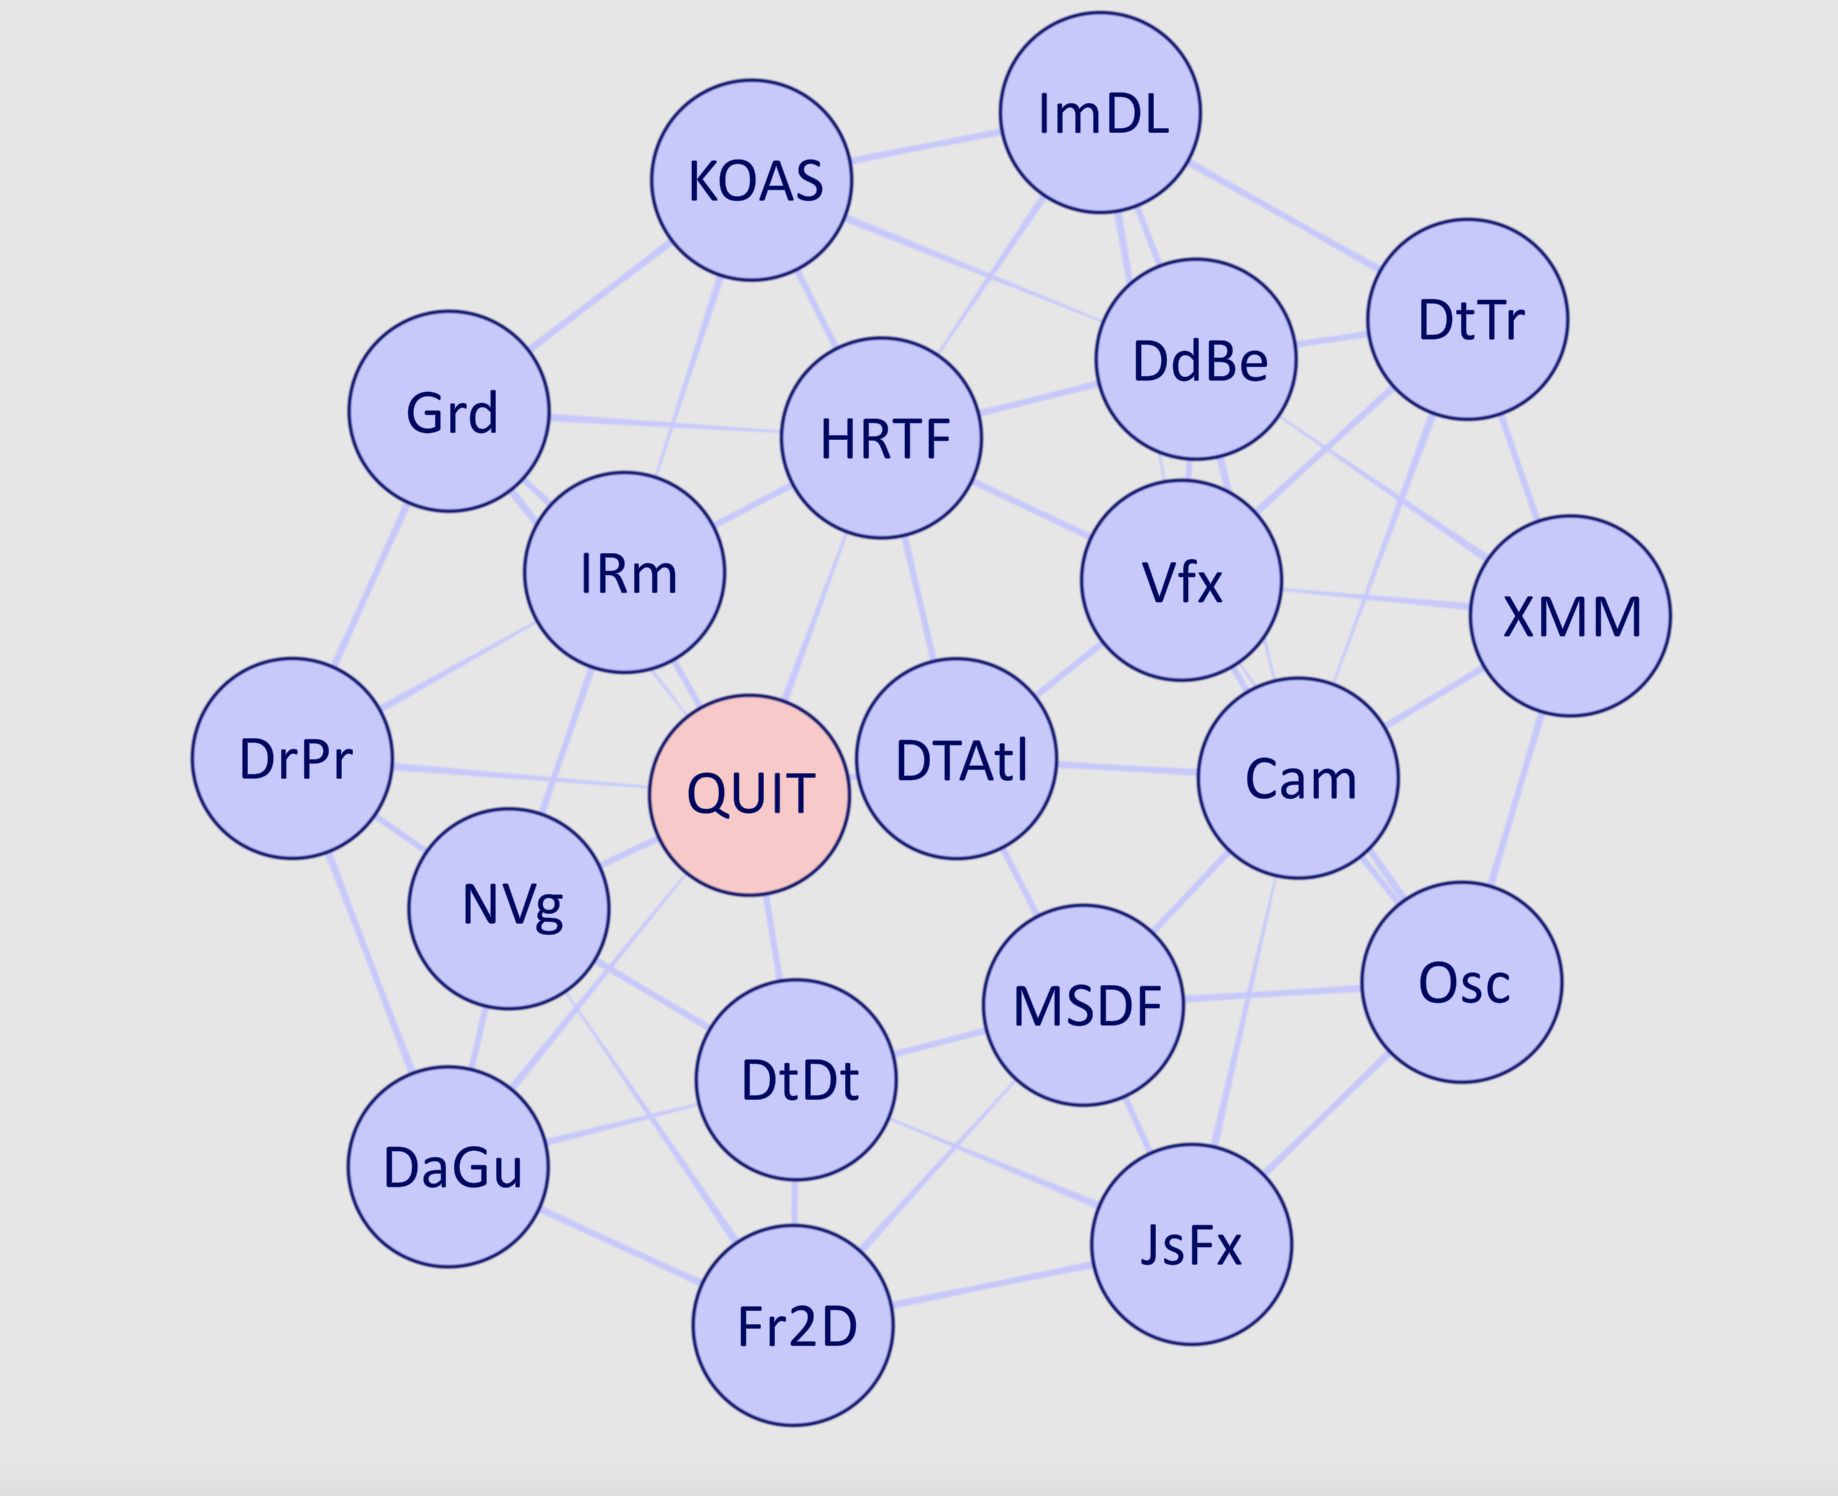 ImDL
KOAS
DtTr
DdBe
Grd
HRTF
IRm
Vfx
XMM
DrPr
QUIT
DTAtl
Cam
NVg
MSDF
Osc
DtDt
DaGu
JsFx
Fr2D